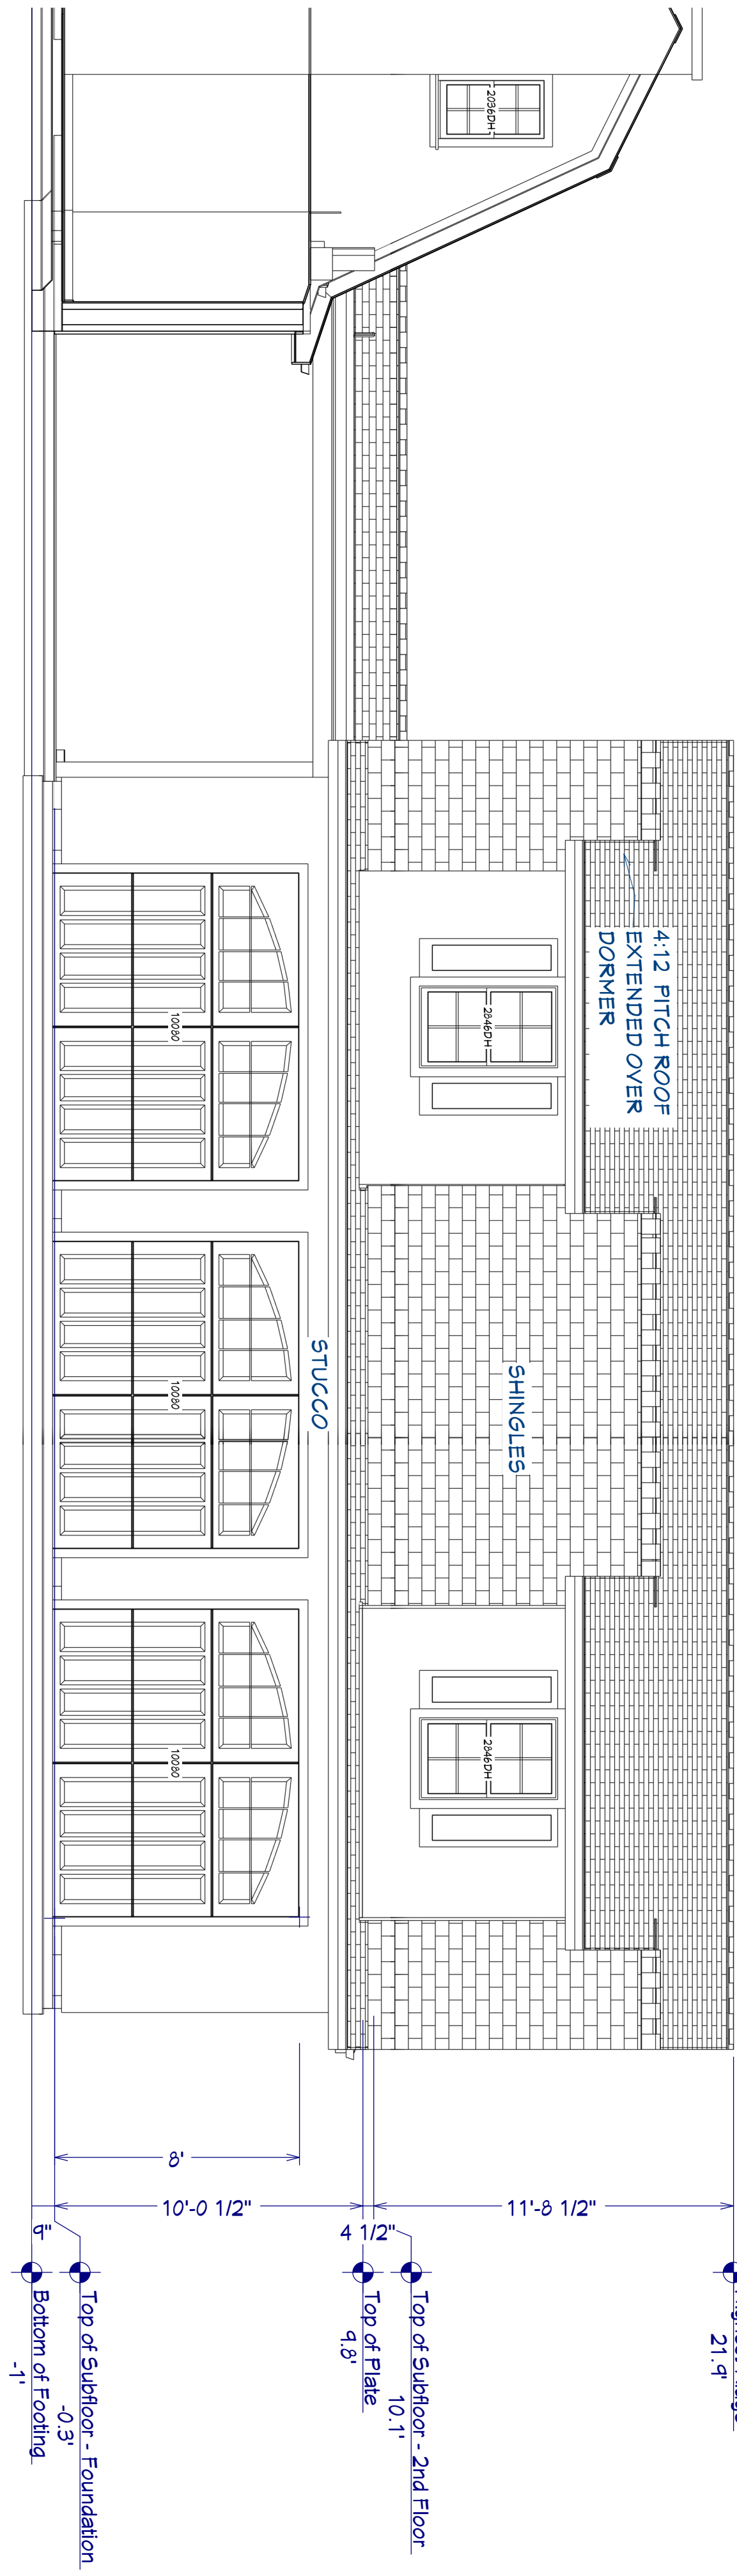 2036DH
4:12 PITCH ROOF
EXTENDED OVER
DORMER
21.9'
11'-8 1/2"
2846DH
SHINGLES
2846DH
Top of Subfloor - 2nd Floor
10.1'
4 1/2"
Top of Plate
9.8'
STUCCO
8'
10'-0 1/2"
10080
10080
10080
Top of Subfloor - Foundation
-0.3'
9"
Bottom of Footing
-1'